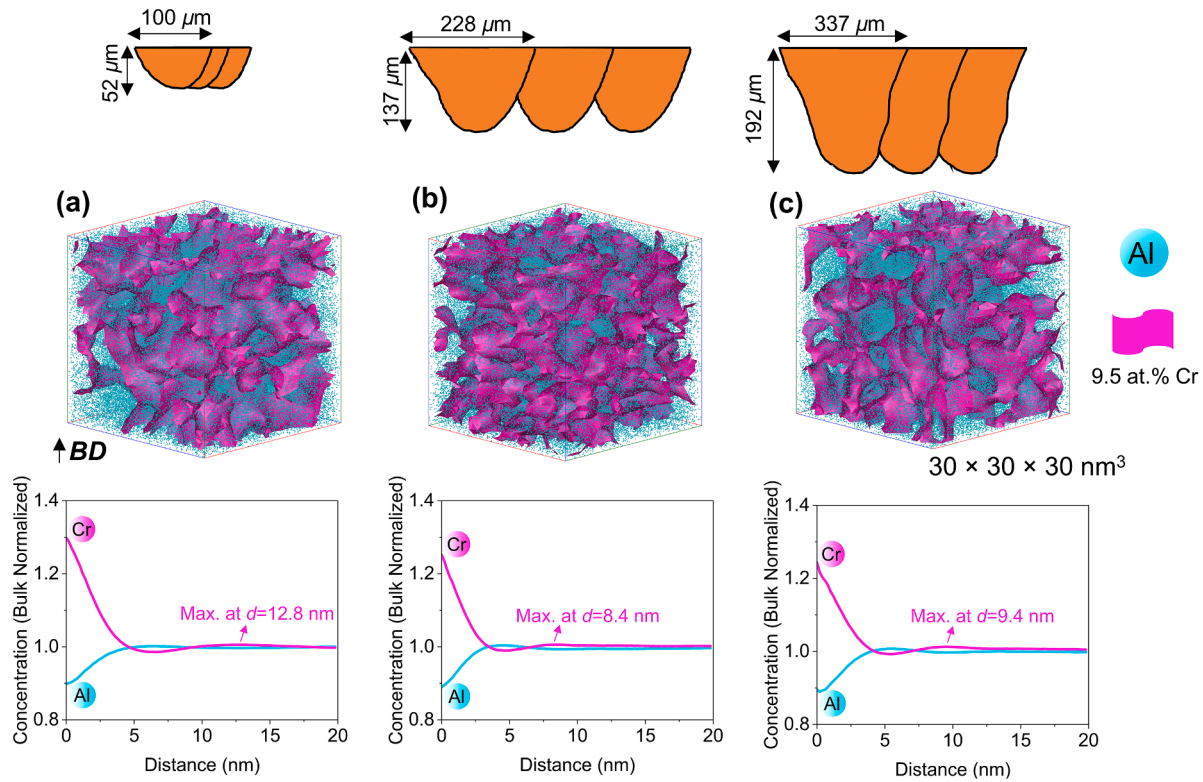 100 µm
52 µm
228 µm
137 µm
337 µm
192 µm
(a)
(b)
(c)
Al
9.5 at.% Cr
BD
30 × 30 × 30 nm³
Concentration (Bulk Normalized)
1.4
1.2
1.0
0.8
Cr
Max. at d=12.8 nm
Al
0 5 10 15 20
Distance (nm)
Concentration (Bulk Normalized)
1.4
1.2
1.0
0.8
Cr
Max. at d=8.4 nm
Al
0 5 10 15 20
Distance (nm)
Concentration (Bulk Normalized)
1.4
1.2
1.0
0.8
Cr
Max. at d=9.4 nm
Al
0 5 10 15 20
Distance (nm)